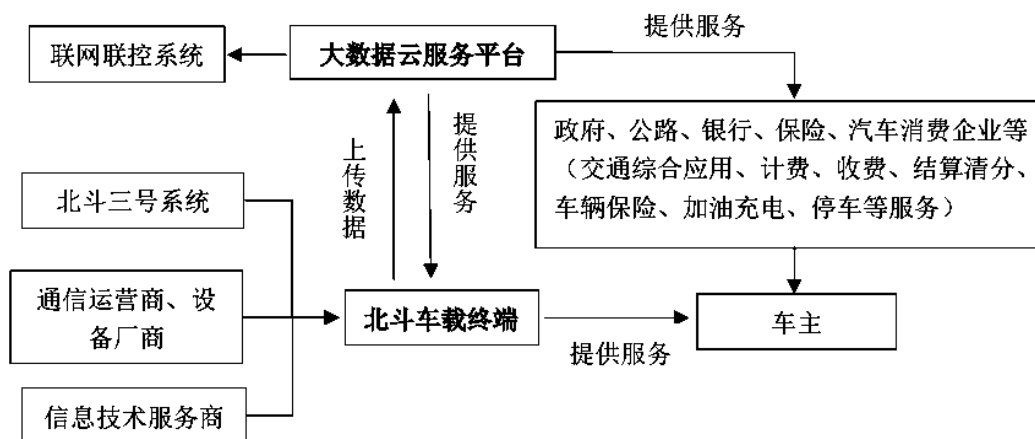 提供服务
联网联控系统
大数据云服务平台
政府、公路、银行、保险、汽车消费企业等
（交通综合应用、计费、收费、结算清分、
车辆保险、加油充电、停车等服务）
上传数据
提供服务
北斗三号系统
通信运营商、设
备厂商
北斗车载终端
提供服务
车主
信息技术服务商